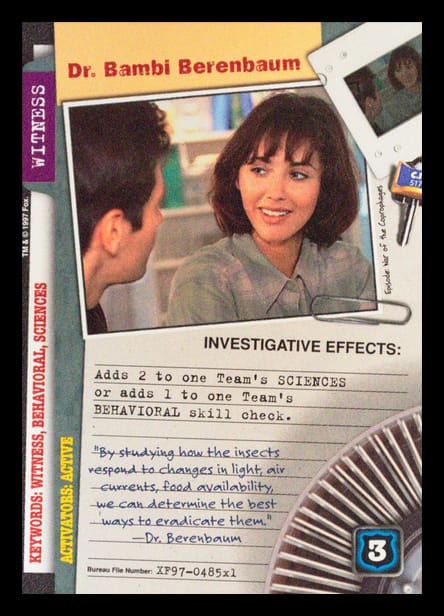 Dr. Bambi Berenbaum
WITNESS
TM & © 1997 Fox.
Episode: War of the Coprophages
INVESTIGATIVE EFFECTS:
Adds 2 to one Team's SCIENCES
or adds 1 to one Team's
BEHAVIORAL skill check.
"By studying how the insects
respond to changes in light, air
currents, food availability,
we can determine the best
ways to eradicate them."
—Dr. Berenbaum
KEYWORDS: WITNESS, BEHAVIORAL, SCIENCES
ACTIVATORS: ACTIVE
Bureau File Number: XF97-0485x1
3